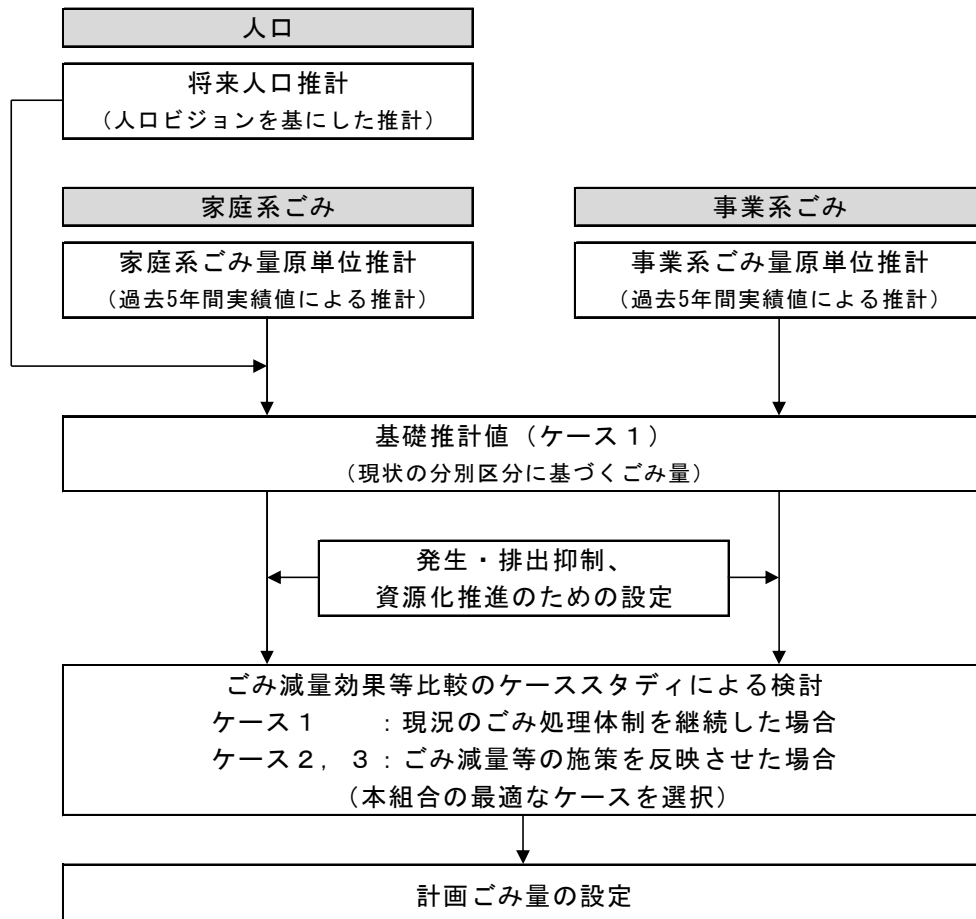 人口
将来人口推計
（人口ビジョンを基にした推計）
家庭系ごみ
事業系ごみ
家庭系ごみ量原単位推計
（過去5年間実績値による推計）
事業系ごみ量原単位推計
（過去5年間実績値による推計）
基礎推計値（ケース１）
（現状の分別区分に基づくごみ量）
発生・排出抑制、
資源化推進のための設定
ごみ減量効果等比較のケーススタディによる検討
ケース１　　：現況のごみ処理体制を継続した場合
ケース２，３：ごみ減量等の施策を反映させた場合
（本組合の最適なケースを選択）
計画ごみ量の設定